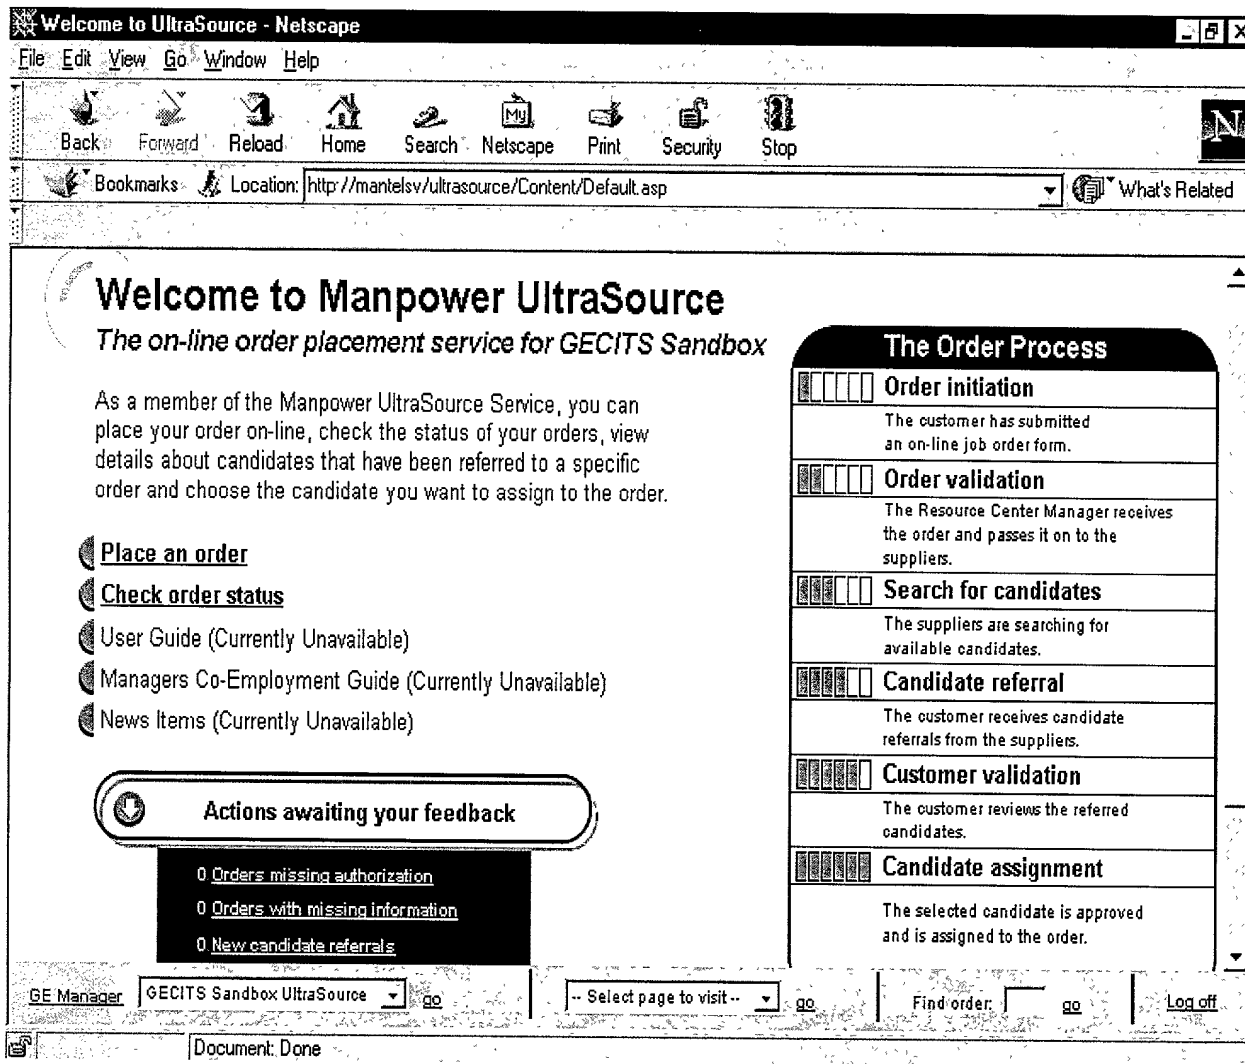 Welcome to UltraSource - Netscape
File Edit View Go Window Help
Back Forward Reload Home Search Netscape Print Security Stop
My
N
Bookmarks Location: http://mantelsv/ultrasource/Content/Default.asp What's Related
Welcome to Manpower UltraSource
The on-line order placement service for GECITS Sandbox
As a member of the Manpower UltraSource Service, you can
place your order on-line, check the status of your orders, view
details about candidates that have been referred to a specific
order and choose the candidate you want to assign to the order.
Place an order
Check order status
User Guide (Currently Unavailable)
Managers Co-Employment Guide (Currently Unavailable)
News Items (Currently Unavailable)
Actions awaiting your feedback
0 Orders missing authorization
0 Orders with missing information
0 New candidate referrals
The Order Process
Order initiation
The customer has submitted
an on-line job order form.
Order validation
The Resource Center Manager receives
the order and passes it on to the
suppliers.
Search for candidates
The suppliers are searching for
available candidates.
Candidate referral
The customer receives candidate
referrals from the suppliers.
Customer validation
The customer reviews the referred
candidates.
Candidate assignment
The selected candidate is approved
and is assigned to the order.
GE Manager GECITS Sandbox UltraSource go -- Select page to visit -- go Find order: go Log off
Document: Done